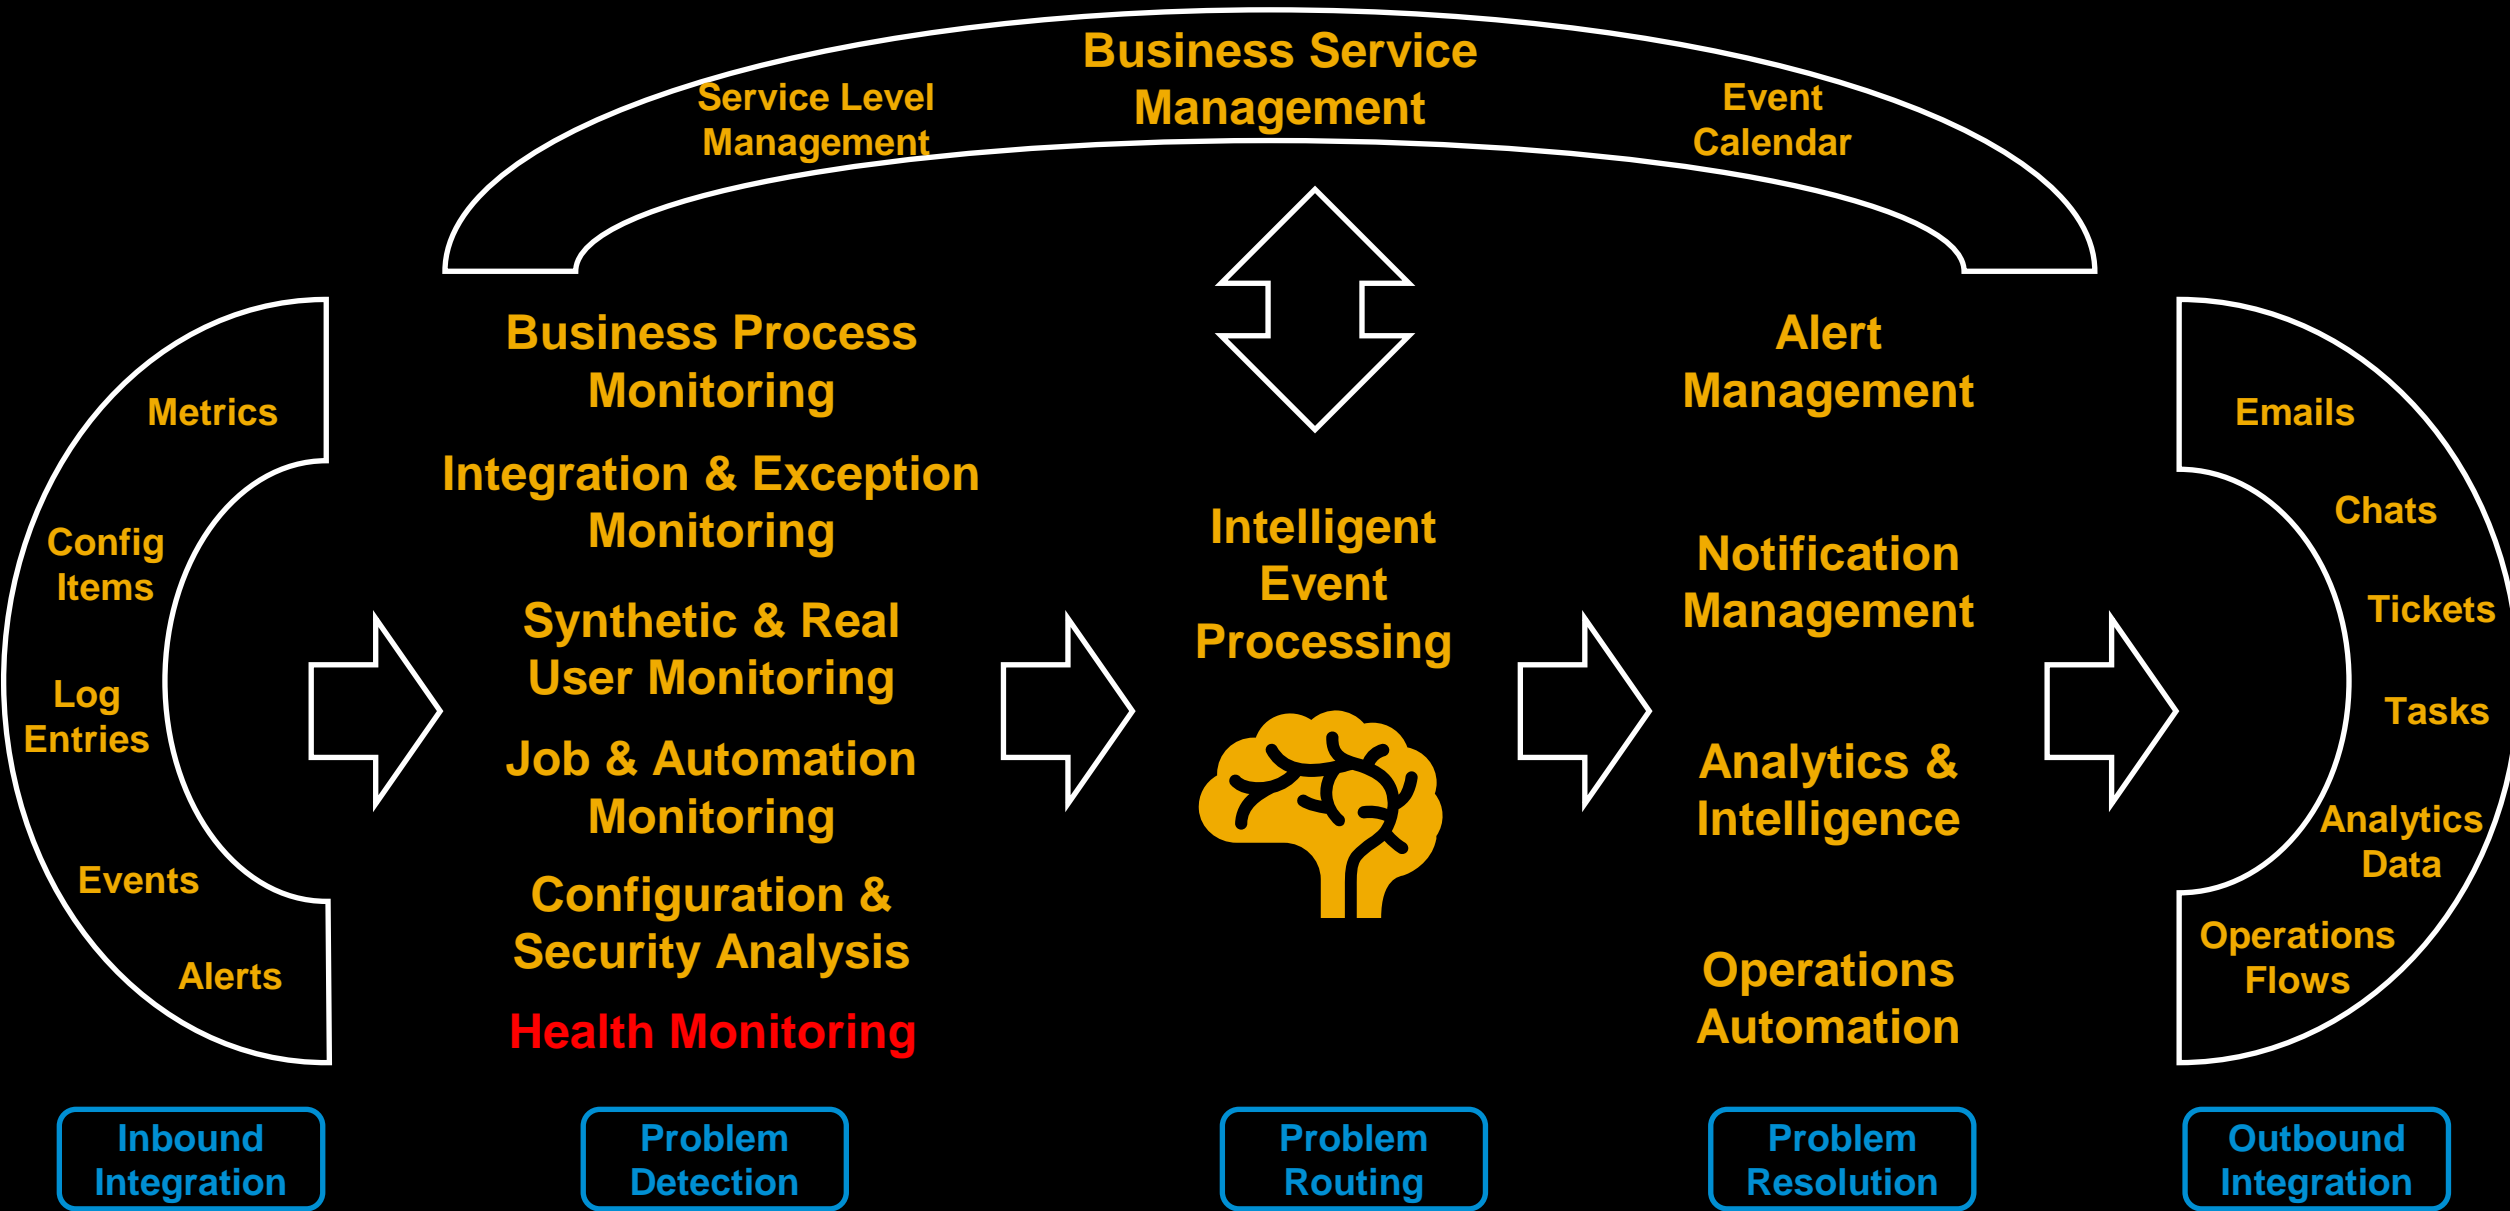 Business Service
Management
Service Level
Management
Event
Calendar
Metrics
Config
Items
Log
Entries
Events
Alerts
Business Process
Monitoring
Integration & Exception
Monitoring
Synthetic & Real
User Monitoring
Job & Automation
Monitoring
Configuration &
Security Analysis
Health Monitoring
Intelligent
Event
Processing
Alert
Management
Notification
Management
Analytics &
Intelligence
Operations
Automation
Emails
Chats
Tickets
Tasks
Analytics
Data
Operations
Flows
Inbound
Integration
Problem
Detection
Problem
Routing
Problem
Resolution
Outbound
Integration